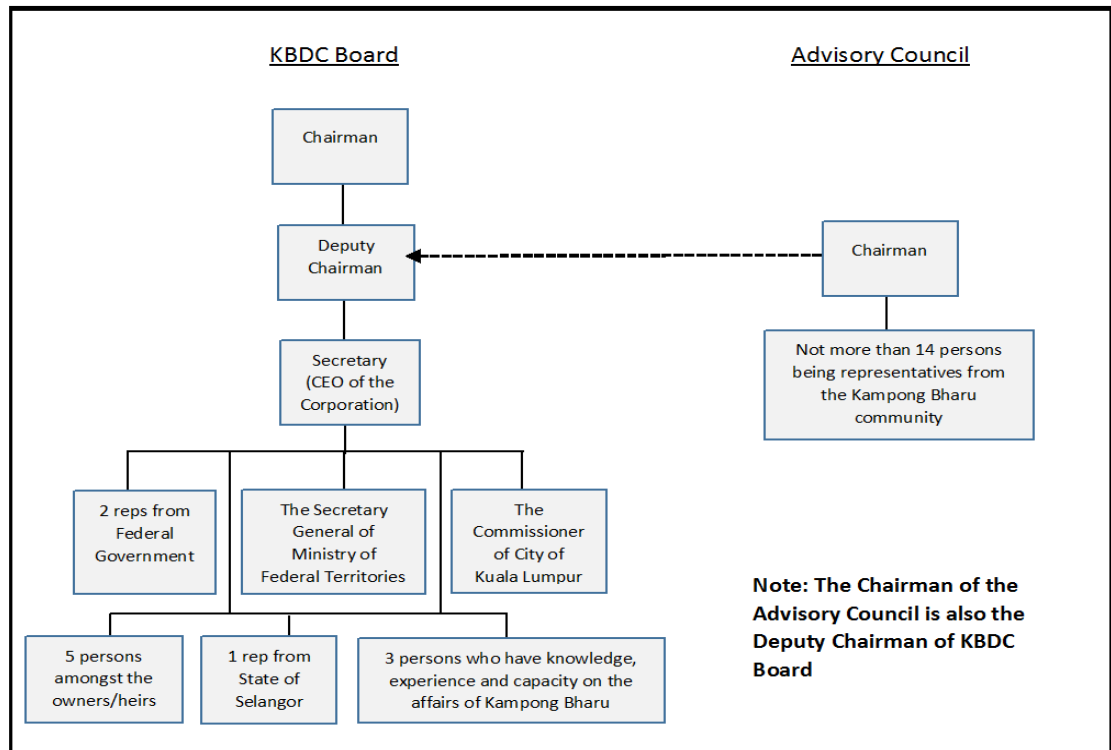 KBDC Board
Advisory Council
Chairman
Deputy
Chairman
Chairman
Secretary
(CEO of the
Corporation)
Not more than 14 persons
being representatives from
the Kampong Bharu
community
2 reps from
Federal
Government
The Secretary
General of
Ministry of
Federal Territories
The
Commissioner
of City of
Kuala Lumpur
5 persons
amongst the
owners/heirs
1 rep from
State of
Selangor
3 persons who have knowledge,
experience and capacity on the
affairs of Kampong Bharu
Note: The Chairman of the
Advisory Council is also the
Deputy Chairman of KBDC
Board